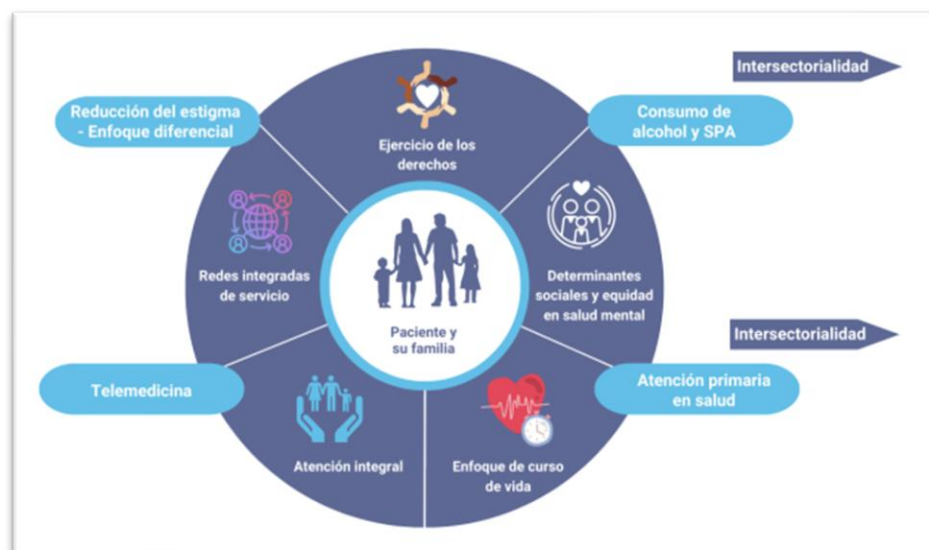 Intersectorialidad
Reducción del estigma
- Enfoque diferencial
Consumo de
alcohol y SPA
Ejercicio de los
derechos
Redes integradas
de servicio
Determinantes
sociales y equidad
en salud mental
Paciente y
su familia
Intersectorialidad
Telemedicina
Atención primaria
en salud
Atención integral
Enfoque de curso
de vida